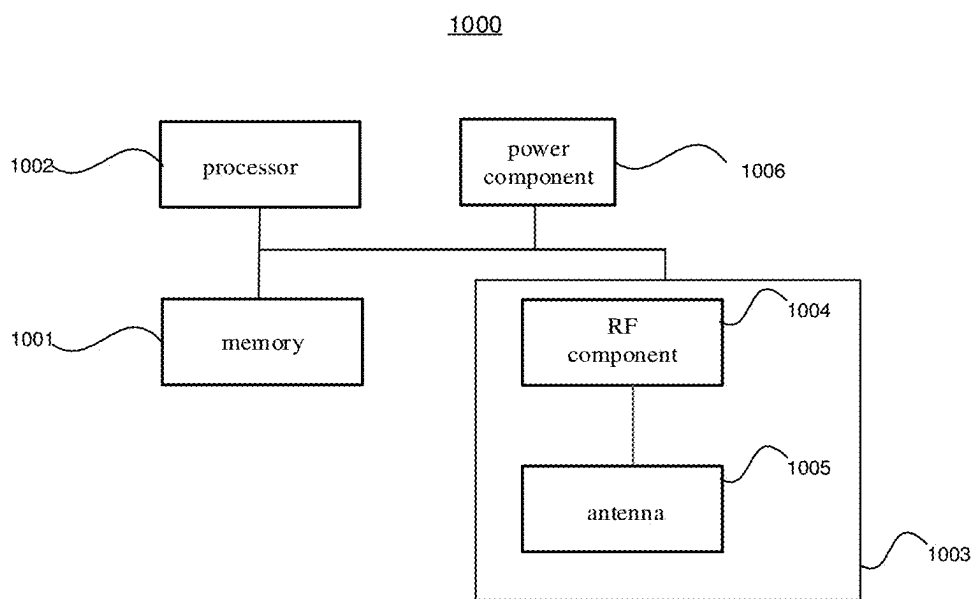 1000
1002
processor
power
component
1006
1001
memory
RF
component
1004
antenna
1005
1003